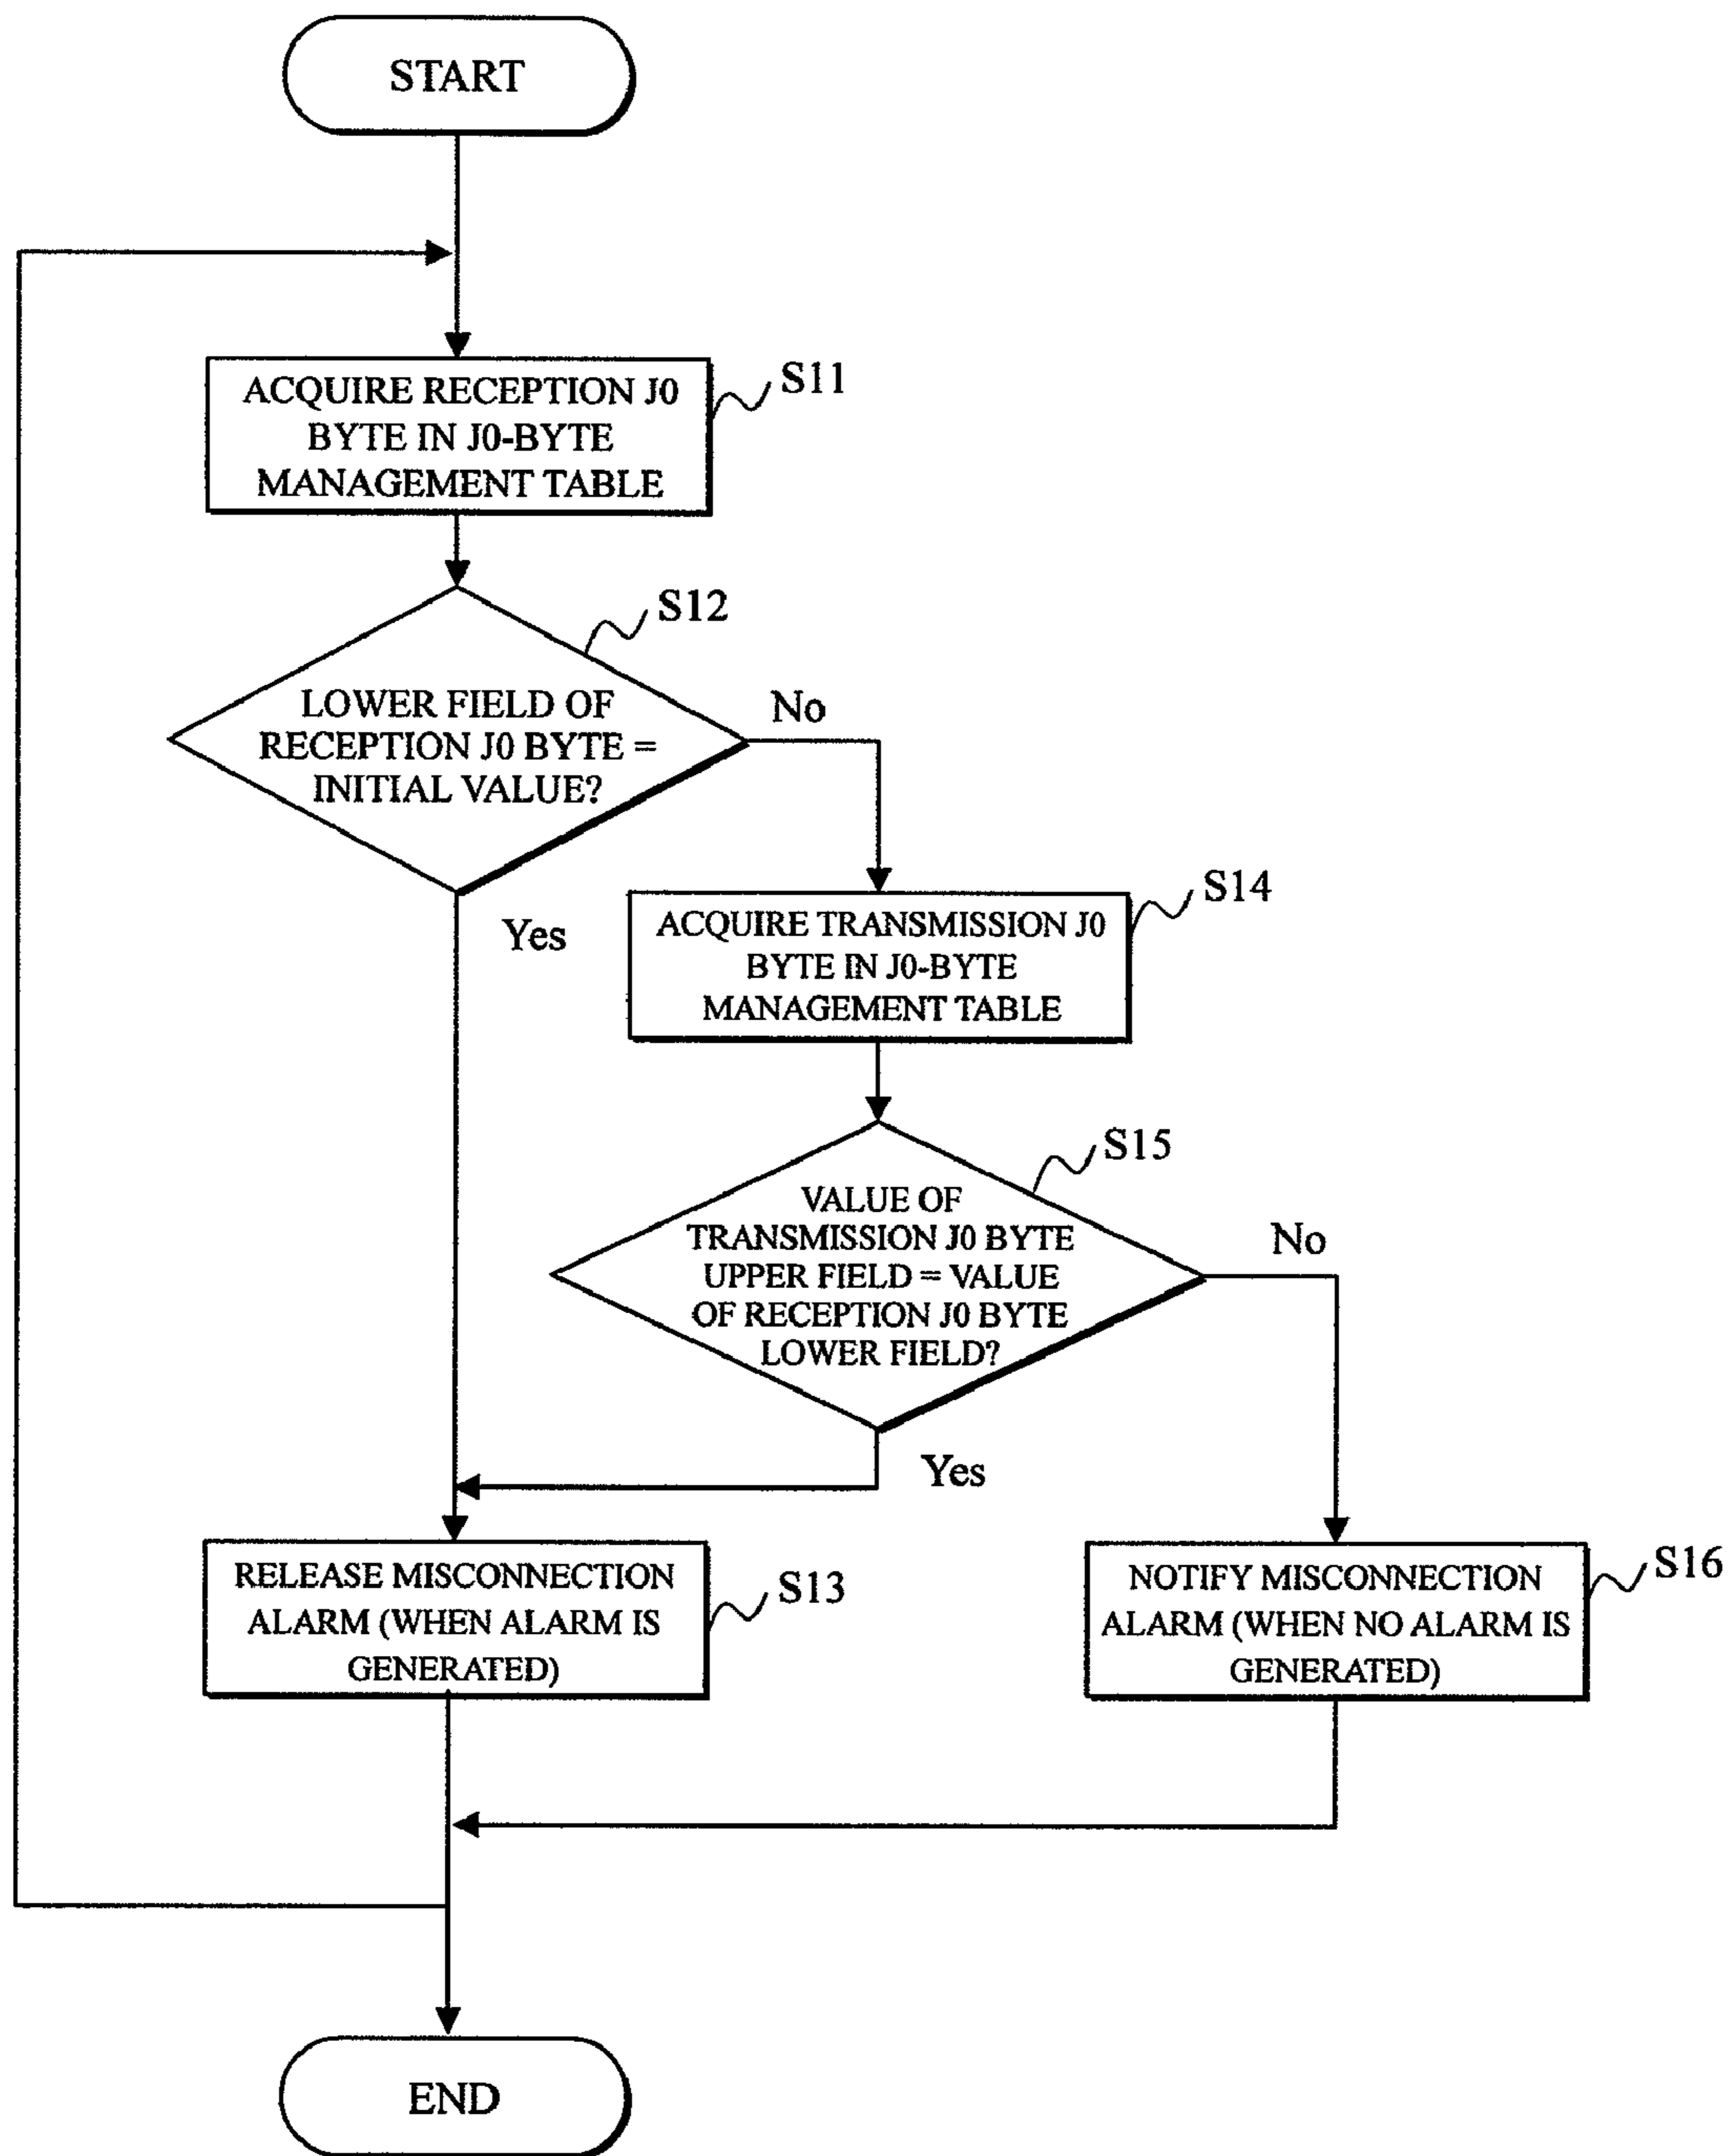 START
ACQUIRE RECEPTION J0
BYTE IN J0-BYTE
MANAGEMENT TABLE
S11
S12
LOWER FIELD OF
RECEPTION J0 BYTE =
INITIAL VALUE?
No
Yes
S14
ACQUIRE TRANSMISSION J0
BYTE IN J0-BYTE
MANAGEMENT TABLE
S15
VALUE OF
TRANSMISSION J0 BYTE
UPPER FIELD = VALUE
OF RECEPTION J0 BYTE
LOWER FIELD?
No
Yes
RELEASE MISCONNECTION
ALARM (WHEN ALARM IS
GENERATED)
S13
NOTIFY MISCONNECTION
ALARM (WHEN NO ALARM IS
GENERATED)
S16
END